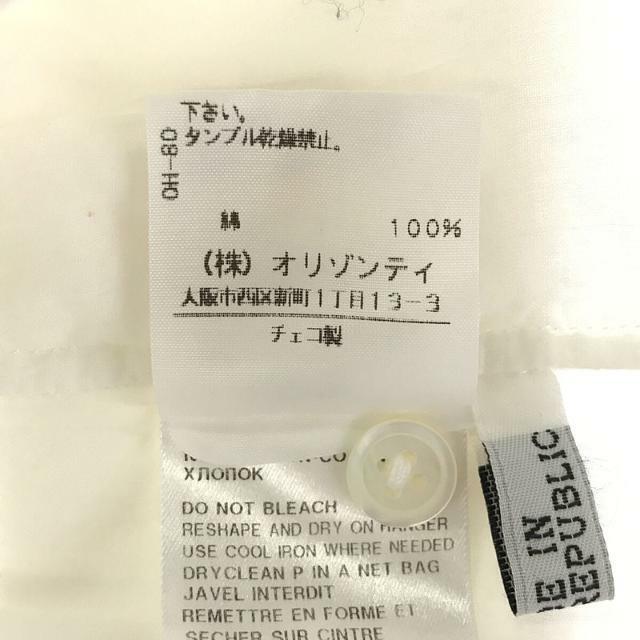 下さい。
タンブル乾燥禁止。
08-HO
綿 100%
(株) オリゾンティ
大阪市西区新町1丁目13-3
チェコ製
ХЛОПОК
DO NOT BLEACH
RESHAPE AND DRY ON HANGER
USE COOL IRON WHERE NEEDED
DRYCLEAN P IN A NET BAG
JAVEL INTERDIT
REMETTRE EN FORME ET
SECHER SUR CINTRE
IN
REPUBLIC